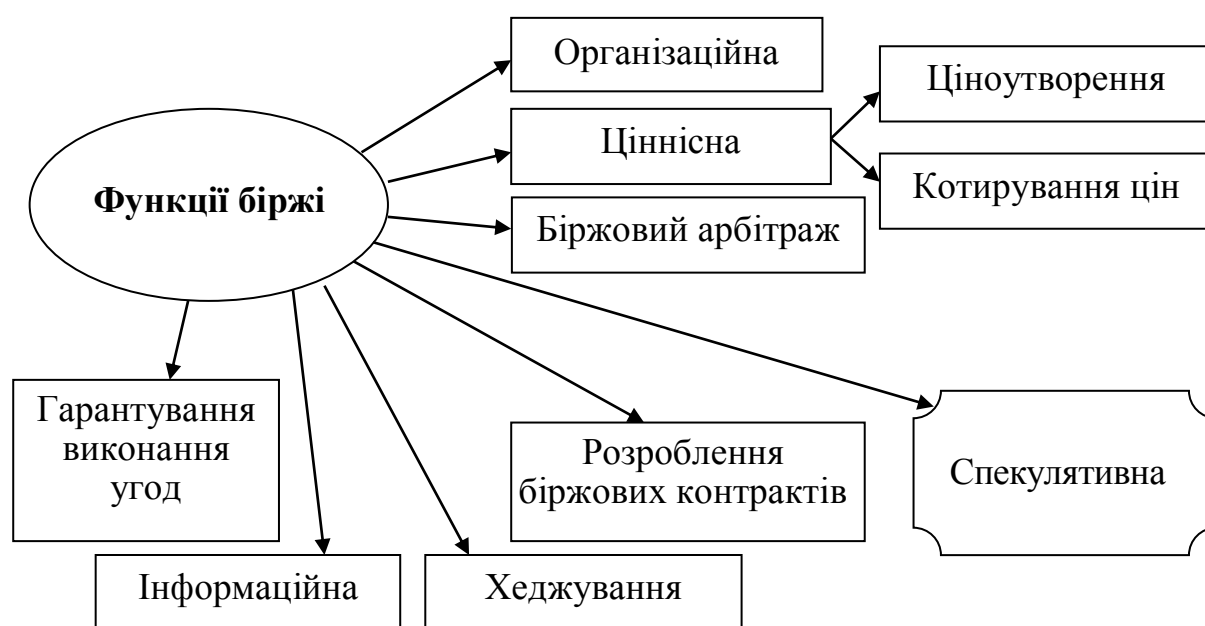 Організаційна
Ціноутворення
Ціннісна
Функції біржі
Котирування цін
Біржовий арбітраж
Гарантування
виконання
угод
Розроблення
біржових контрактів
Спекулятивна
Інформаційна
Хеджування